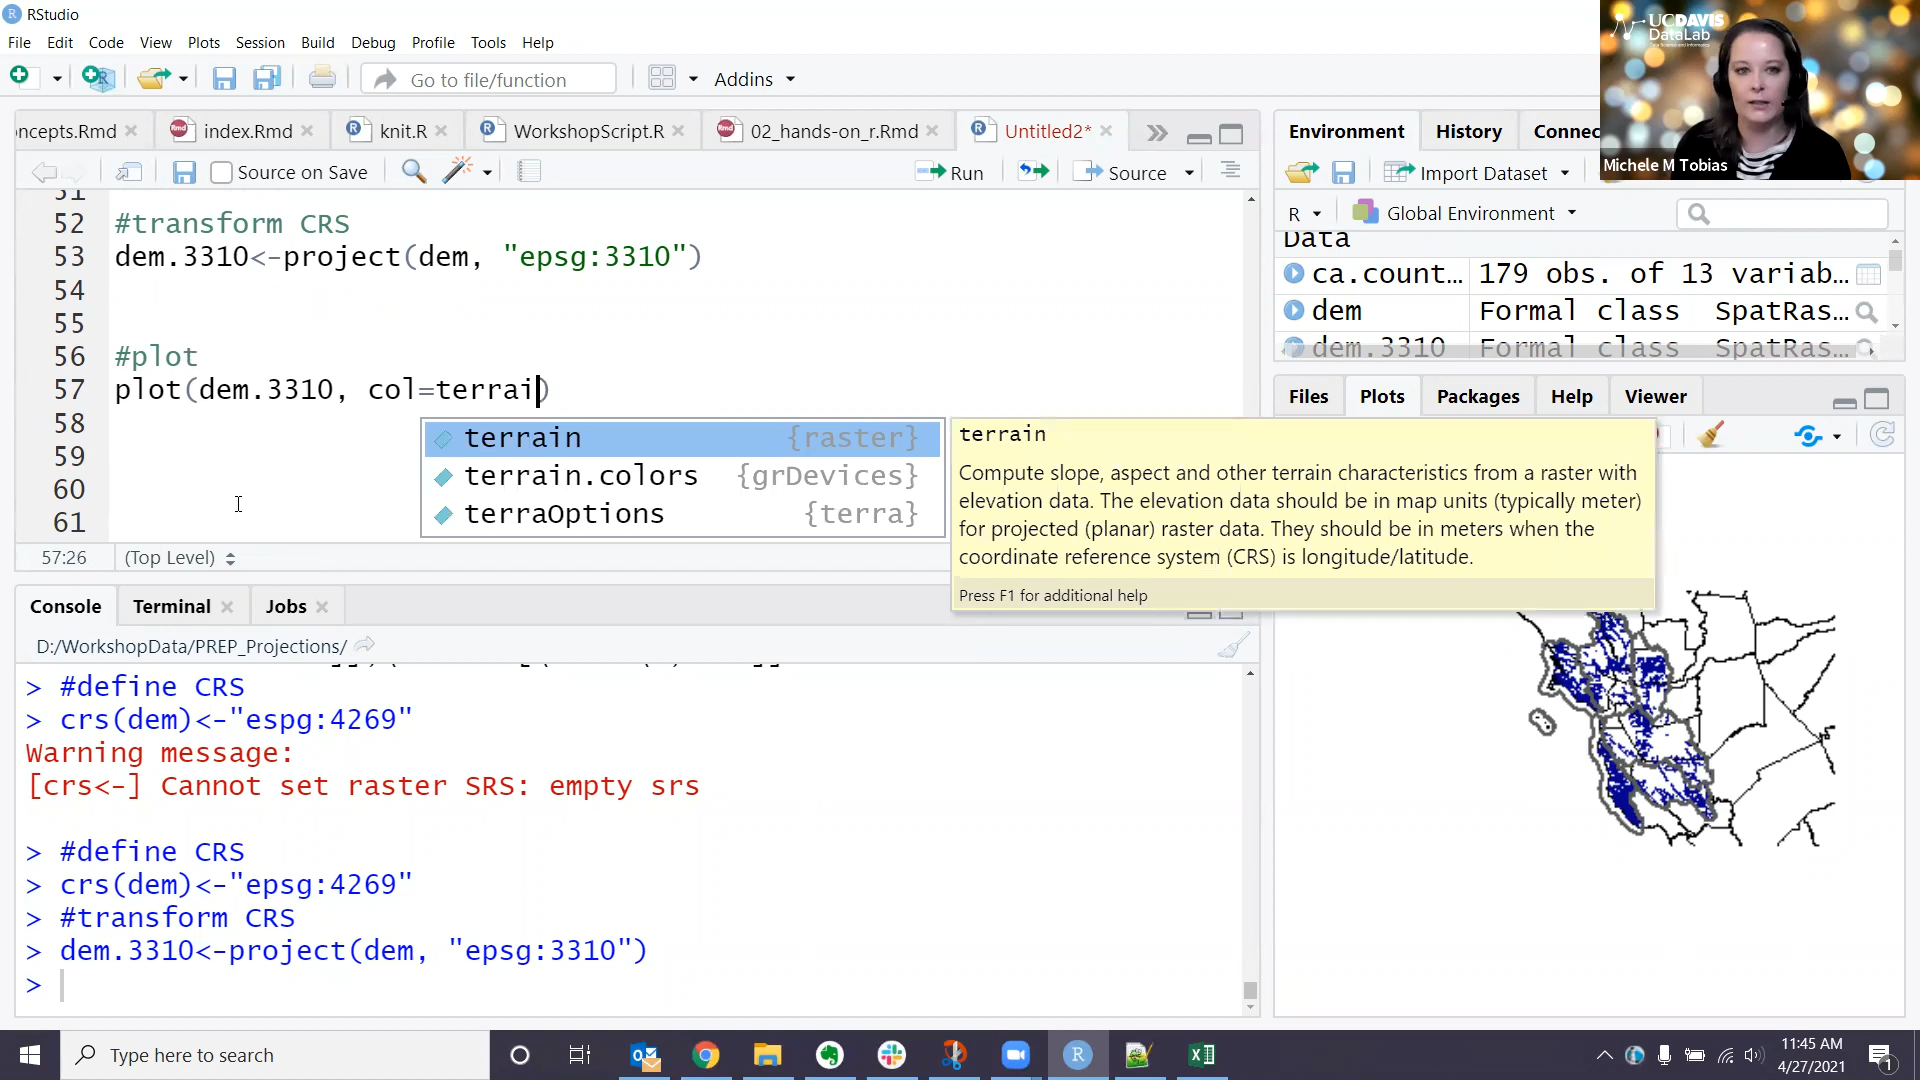 RStudio
File Edit Code View Plots Session Build Debug Profile Tools Help
Go to file/function Addins
UCDAVIS
DataLab
Michele M Tobias
ncepts.Rmd index.Rmd knit.R WorkshopScript.R 02_hands-on_r.Rmd Untitled2*
Source on Save Run Source
51
52 #transform CRS
53 dem.3310<-project(dem, "epsg:3310")
54
55
56 #plot
57 plot(dem.3310, col=terrai)
58
59
60
61
terrain {raster}
terrain.colors {grDevices}
terraOptions {terra}
57:26 (Top Level)
terrain
Compute slope, aspect and other terrain characteristics from a raster with
elevation data. The elevation data should be in map units (typically meter)
for projected (planar) raster data. They should be in meters when the
coordinate reference system (CRS) is longitude/latitude.
Press F1 for additional help
Environment History Connec
Import Dataset
R Global Environment
Data
ca.count... 179 obs. of 13 variab...
dem Formal class SpatRas...
dem.3310 Formal class SpatRas...
Files Plots Packages Help Viewer
Console Terminal Jobs
D:/WorkshopData/PREP_Projections/
> #define CRS
> crs(dem)<-"espg:4269"
Warning message:
[crs<-] Cannot set raster SRS: empty srs
> #define CRS
> crs(dem)<-"epsg:4269"
> #transform CRS
> dem.3310<-project(dem, "epsg:3310")
>
Type here to search
11:45 AM
4/27/2021
1